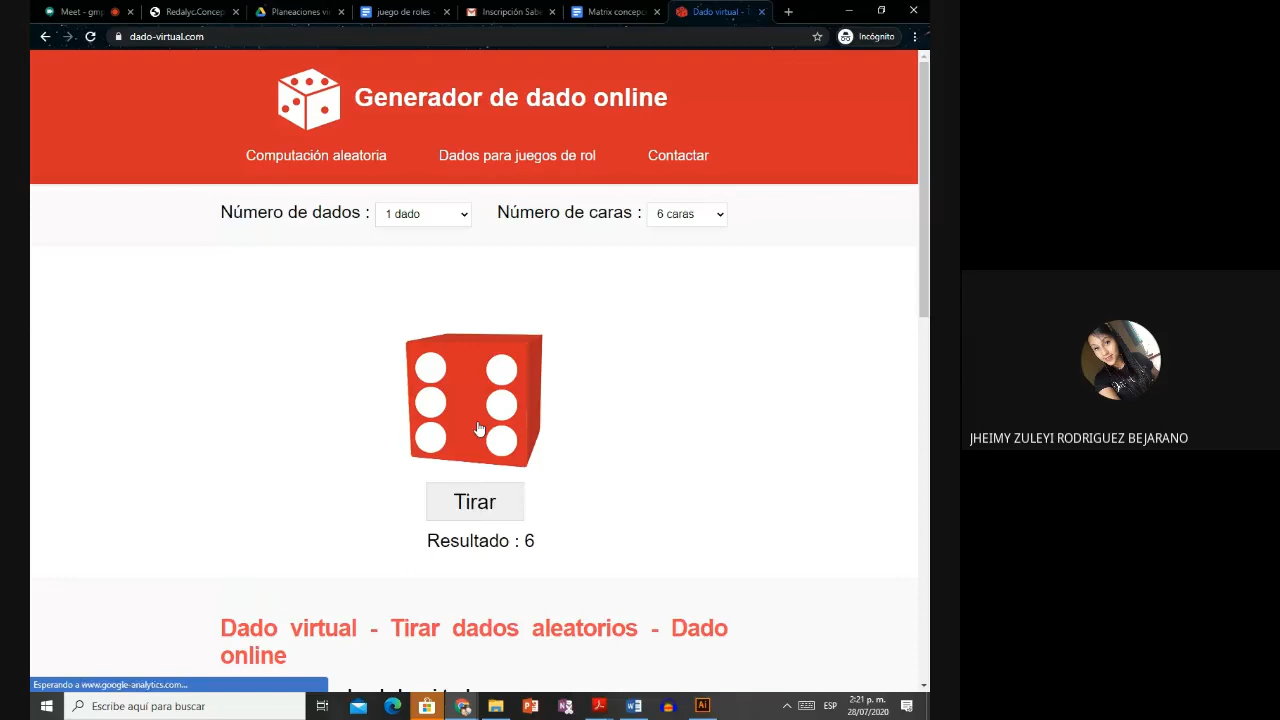 Meet - gmp
Redalyc.Concep
Planeaciones vi
juego de roles -
Inscripción Sabe
Matrix concepto
Dado virtual -
dado-virtual.com
Incógnito
Generador de dado online
Computación aleatoria
Dados para juegos de rol
Contactar
Número de dados : 1 dado
Número de caras : 6 caras
Tirar
Resultado : 6
Dado virtual - Tirar dados aleatorios - Dado
online
JHEIMY ZULEYI RODRIGUEZ BEJARANO
Esperando a www.google-analytics.com...
Escribe aquí para buscar
ESP
2:21 p. m.
28/07/2020